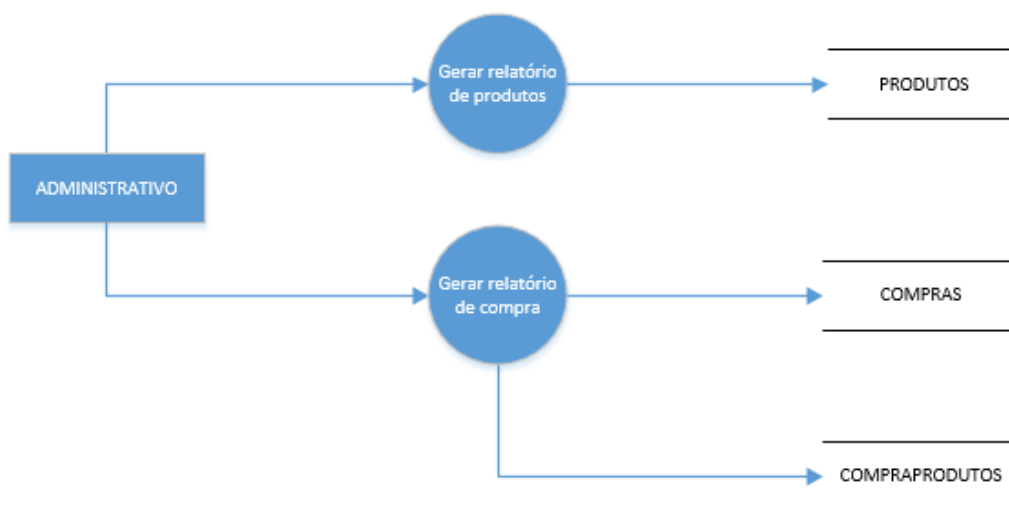 Gerar relatório
de produtos
PRODUTOS
ADMINISTRATIVO
Gerar relatório
de compra
COMPRAS
COMPRAPRODUTOS